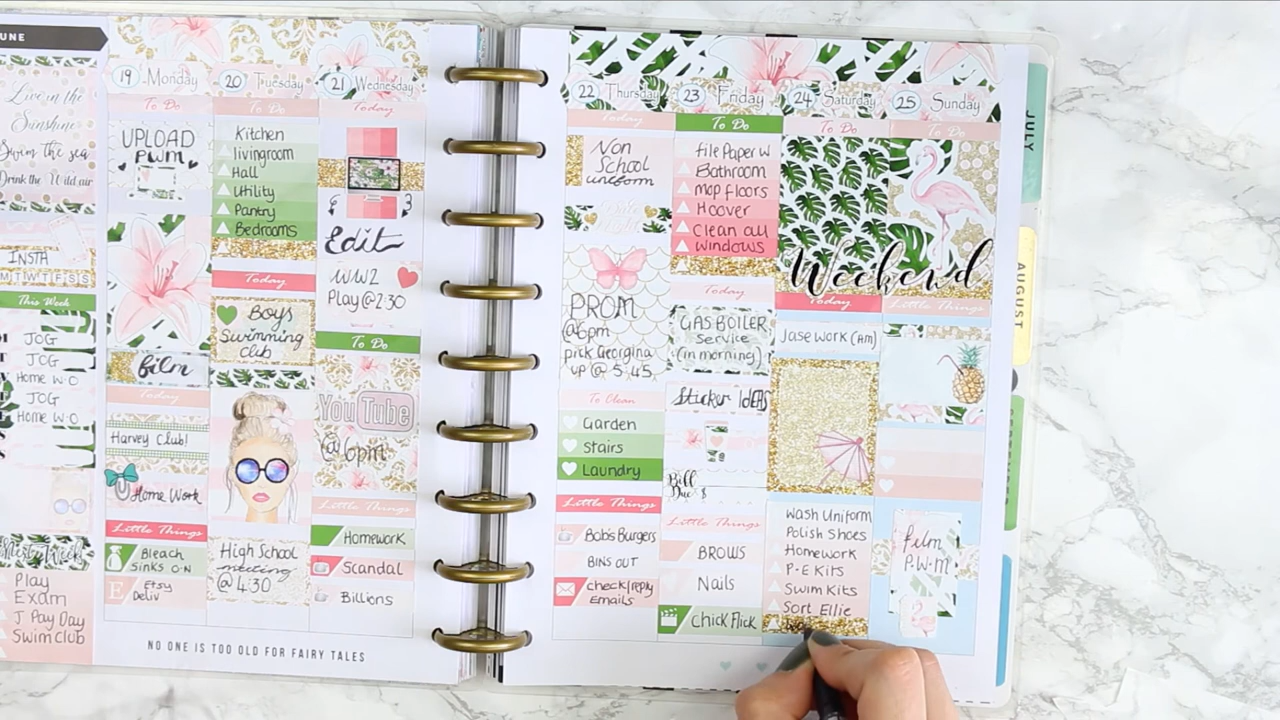 UNE
Live in the
Sunshine
Swim the sea
Drink the Wild air
INSTA
M T W T F S S
This Week
JOG
JOG
Home W.O
JOG
Home W.O
Next Week
Play
Exam
J Pay Day
Swim club
19 Monday
To Do
UPLOAD
PWM
film
Today
Harvey Club!
Home Work
Little Things
Bleach
Sinks O.N
E Etsy
Deliv
20 Tuesday
To Do
Kitchen
livingroom
Hall
Utility
Pantry
Bedrooms
Today
Boys
Swimming
club
High School
meeting
@ 4:30
21 Wednesday
Today
Edit
WW2
Play @ 2:30
To Do
YouTube
@ 6pm
Little Things
Homework
Scandal
Billions
NO ONE IS TOO OLD FOR FAIRY TALES
22 Thursday
Today
Non
School
uniform
PROM
@ 6pm
pick Georgina
up @ 5.45
To Clean
Garden
Stairs
Laundry
Little Things
Bob's Burgers
BINS OUT
check/reply
Emails
23 Friday
To Do
file Paper W
Bathroom
Mop floors
Hoover
Clean all
Windows
Today
GAS BOILER
Service
(in morning)
Sticker IDEAS
Bill
Due $
Little Things
BROWS
Nails
Chick Flick
24 Saturday
To Do
25 Sunday
To Do
Weekend
Today
Jase Work (AM)
Wash Uniform
Polish Shoes
Homework
P.E Kits
Swim Kits
Sort Ellie
Little Things
film
P.W.M
JULY
AUGUST